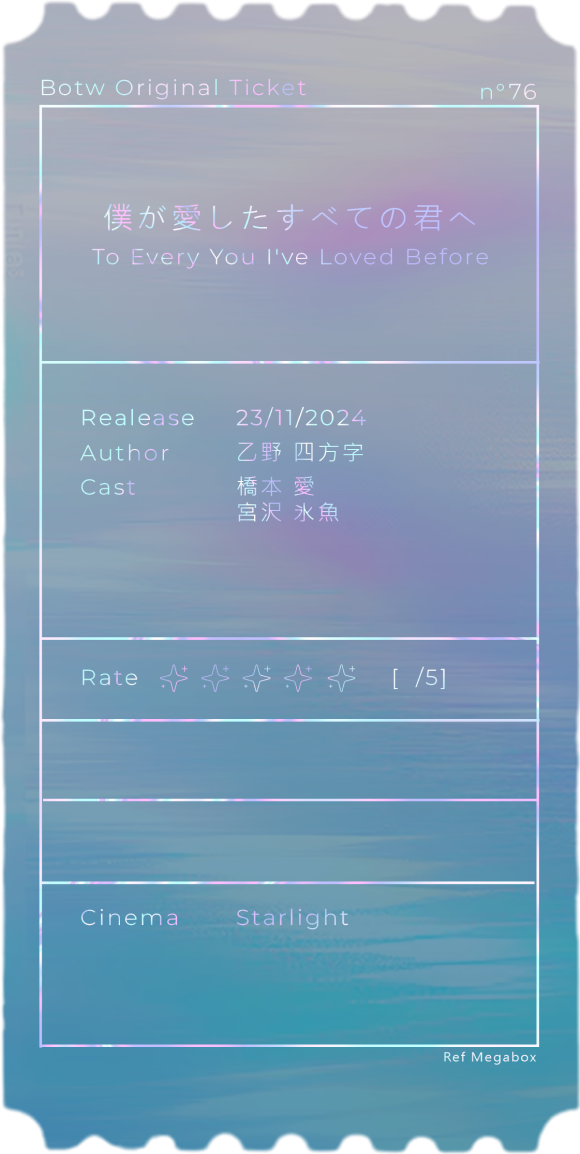 Botw Original Ticket
n°76
僕が愛したすべての君へ
To Every You I've Loved Before
Realease 23/11/2024
Author 乙野 四方字
Cast 橋本 愛
宮沢 氷魚
Rate [ /5]
Cinema Starlight
Ref Megabox